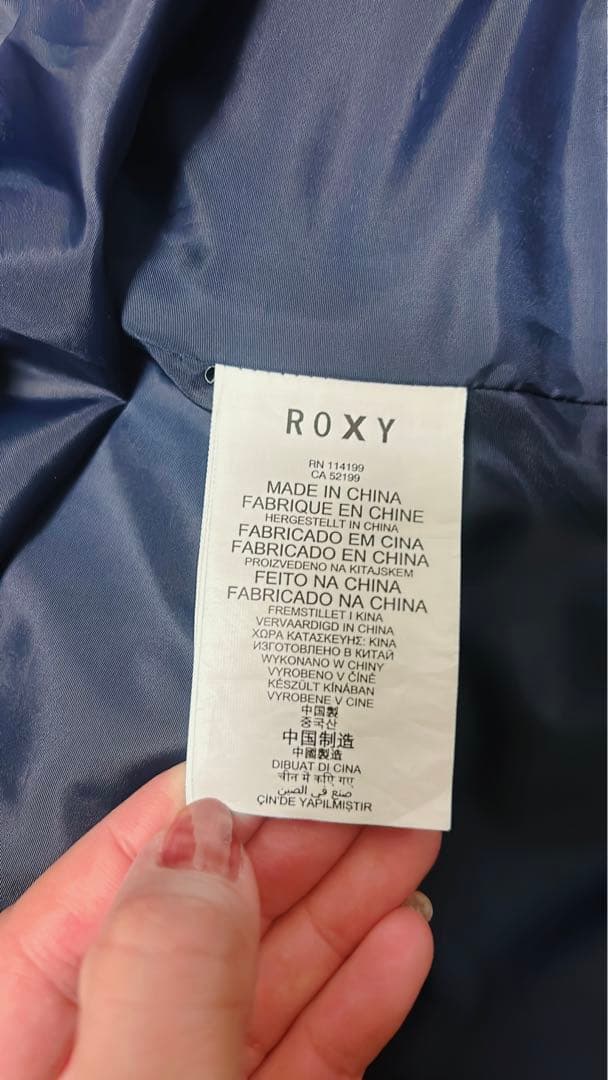 ROXY
RN 114199
CA 52199
MADE IN CHINA
FABRIQUE EN CHINE
HERGESTELLT IN CHINA
FABRICADO EM CINA
FABRICADO EN CHINA
PROIZVEDENO NA KITAJSKEM
FEITO NA CHINA
FABRICADO NA CHINA
FREMSTILLET I KINA
VERVAARDIGD IN CHINA
ΧΩΡΑ ΚΑΤΑΣΚΕΥΗΣ: ΚΙΝΑ
ИЗГОТОВЛЕНО В КИТАЙ
WYKONANO W CHINY
VYROBENO V ČÍNĚ
KÉSZÜLT KÍNÁBAN
VYROBENE V CINE
中国製
중국산
中国制造
中國製造
DIBUAT DI CINA
चीन में कीए गए
صنع في الصين
ÇİN'DE YAPILMIŞTIR